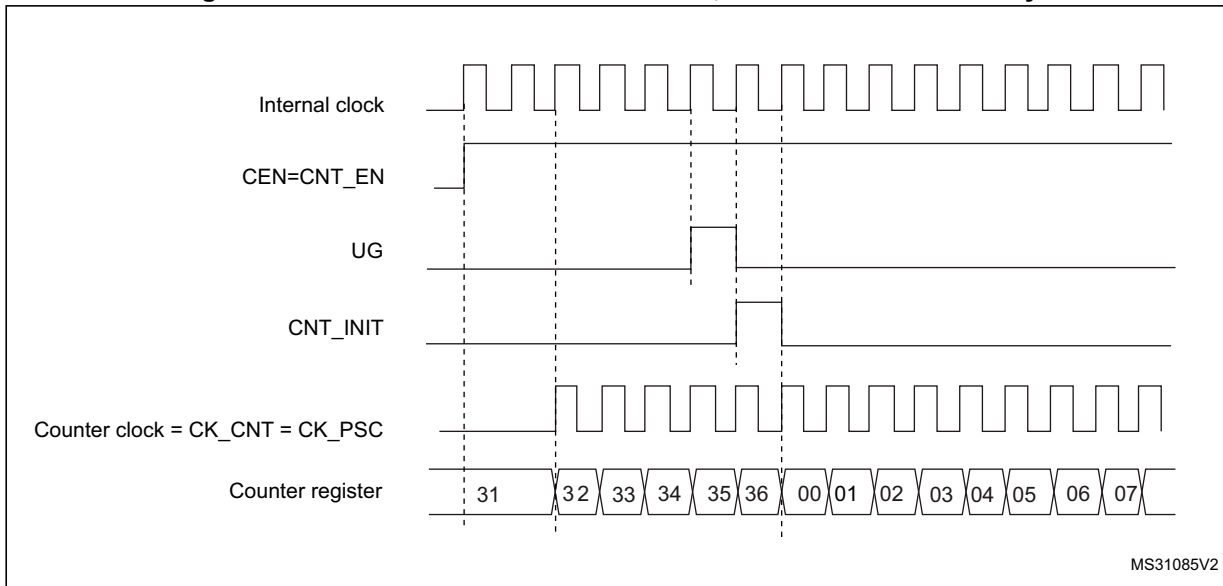 Internal clock
CEN=CNT_EN
UG
CNT_INIT
Counter clock = CK_CNT = CK_PSC
Counter register 31 32 33 34 35 36 00 01 02 03 04 05 06 07
MS31085V2